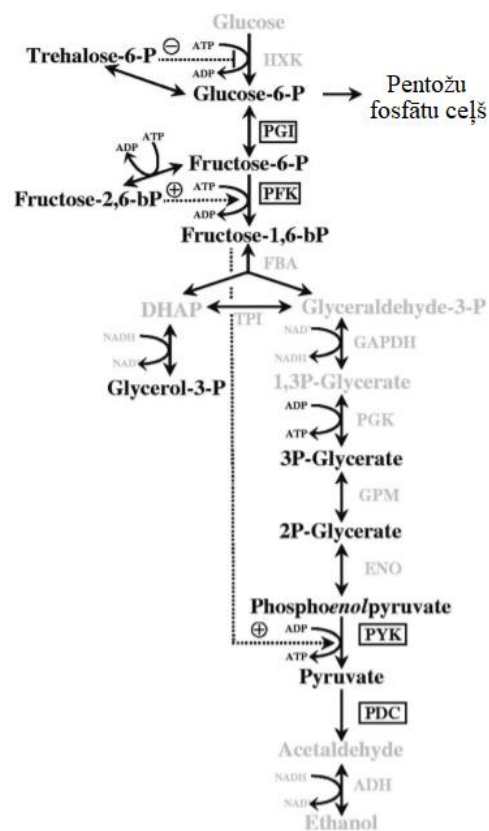 Glucose
Trehalose-6-P
−
ATP
ADP
HXK
Glucose-6-P
Pentožu
fosfātu ceļš
PGI
ADP
ATP
Fructose-6-P
Fructose-2,6-bP
+
ATP
ADP
PFK
Fructose-1,6-bP
FBA
DHAP
TPI
Glyceraldehyde-3-P
NADH
NAD
Glycerol-3-P
NAD
NADH
GAPDH
1,3P-Glycerate
ADP
ATP
PGK
3P-Glycerate
GPM
2P-Glycerate
ENO
Phosphoenolpyruvate
+
ADP
ATP
PYK
Pyruvate
PDC
Acetaldehyde
NADH
NAD
ADH
Ethanol